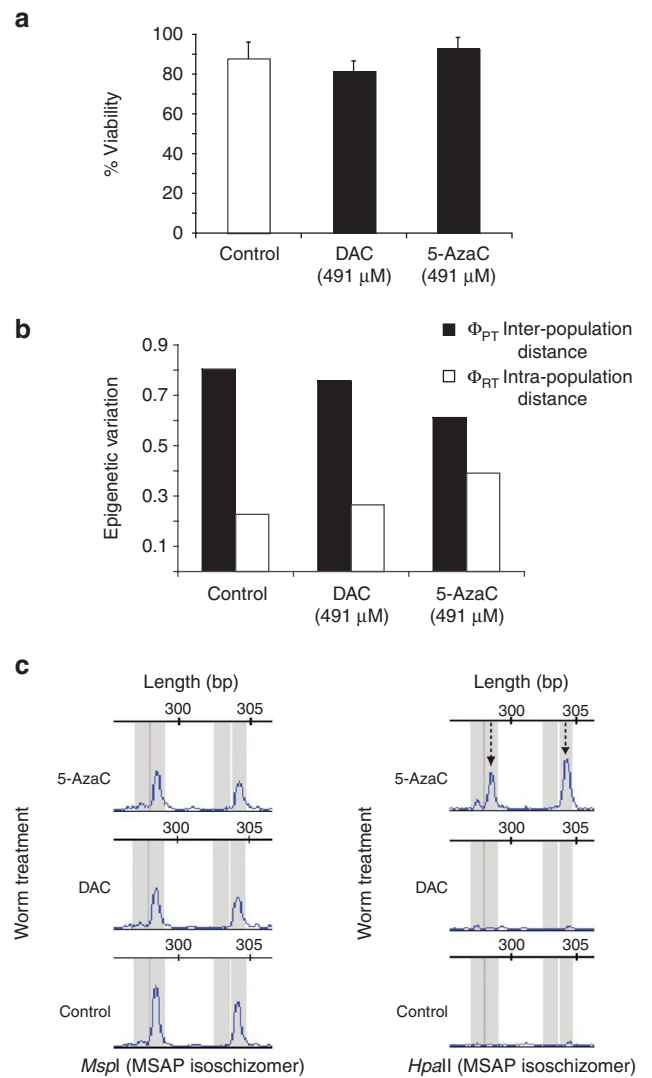 a
100
80
60
40
20
0
% Viability
Control
DAC
(491 μM)
5-AzaC
(491 μM)
b
ΦPT Inter-population
distance
ΦRT Intra-population
distance
0.9
0.7
0.5
0.3
0.1
Epigenetic variation
Control
DAC
(491 μM)
5-AzaC
(491 μM)
c
Length (bp)
300 305
5-AzaC
300 305
DAC
300 305
Control
Worm treatment
MspI (MSAP isoschizomer)
Length (bp)
300 305
5-AzaC
300 305
DAC
300 305
Control
Worm treatment
HpaII (MSAP isoschizomer)